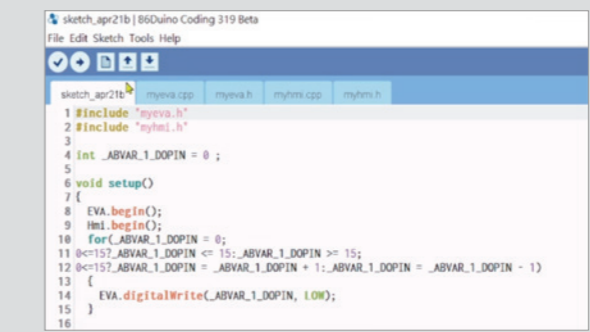 sketch_apr21b | 86Duino Coding 319 Beta
File Edit Sketch Tools Help
sketch_apr21b myeva.cpp myeva.h myhmi.cpp myhmi.h
1 #include "myeva.h"
2 #include "myhmi.h"
3
4 int _ABVAR_1_DOPIN = 0 ;
5
6 void setup()
7 {
8 EVA.begin();
9 Hmi.begin();
10 for(_ABVAR_1_DOPIN = 0;
11 0<=15?_ABVAR_1_DOPIN <= 15:_ABVAR_1_DOPIN >= 15;
12 0<=15?_ABVAR_1_DOPIN = _ABVAR_1_DOPIN + 1:_ABVAR_1_DOPIN = _ABVAR_1_DOPIN - 1)
13 {
14 EVA.digitalWrite(_ABVAR_1_DOPIN, LOW);
15 }
16